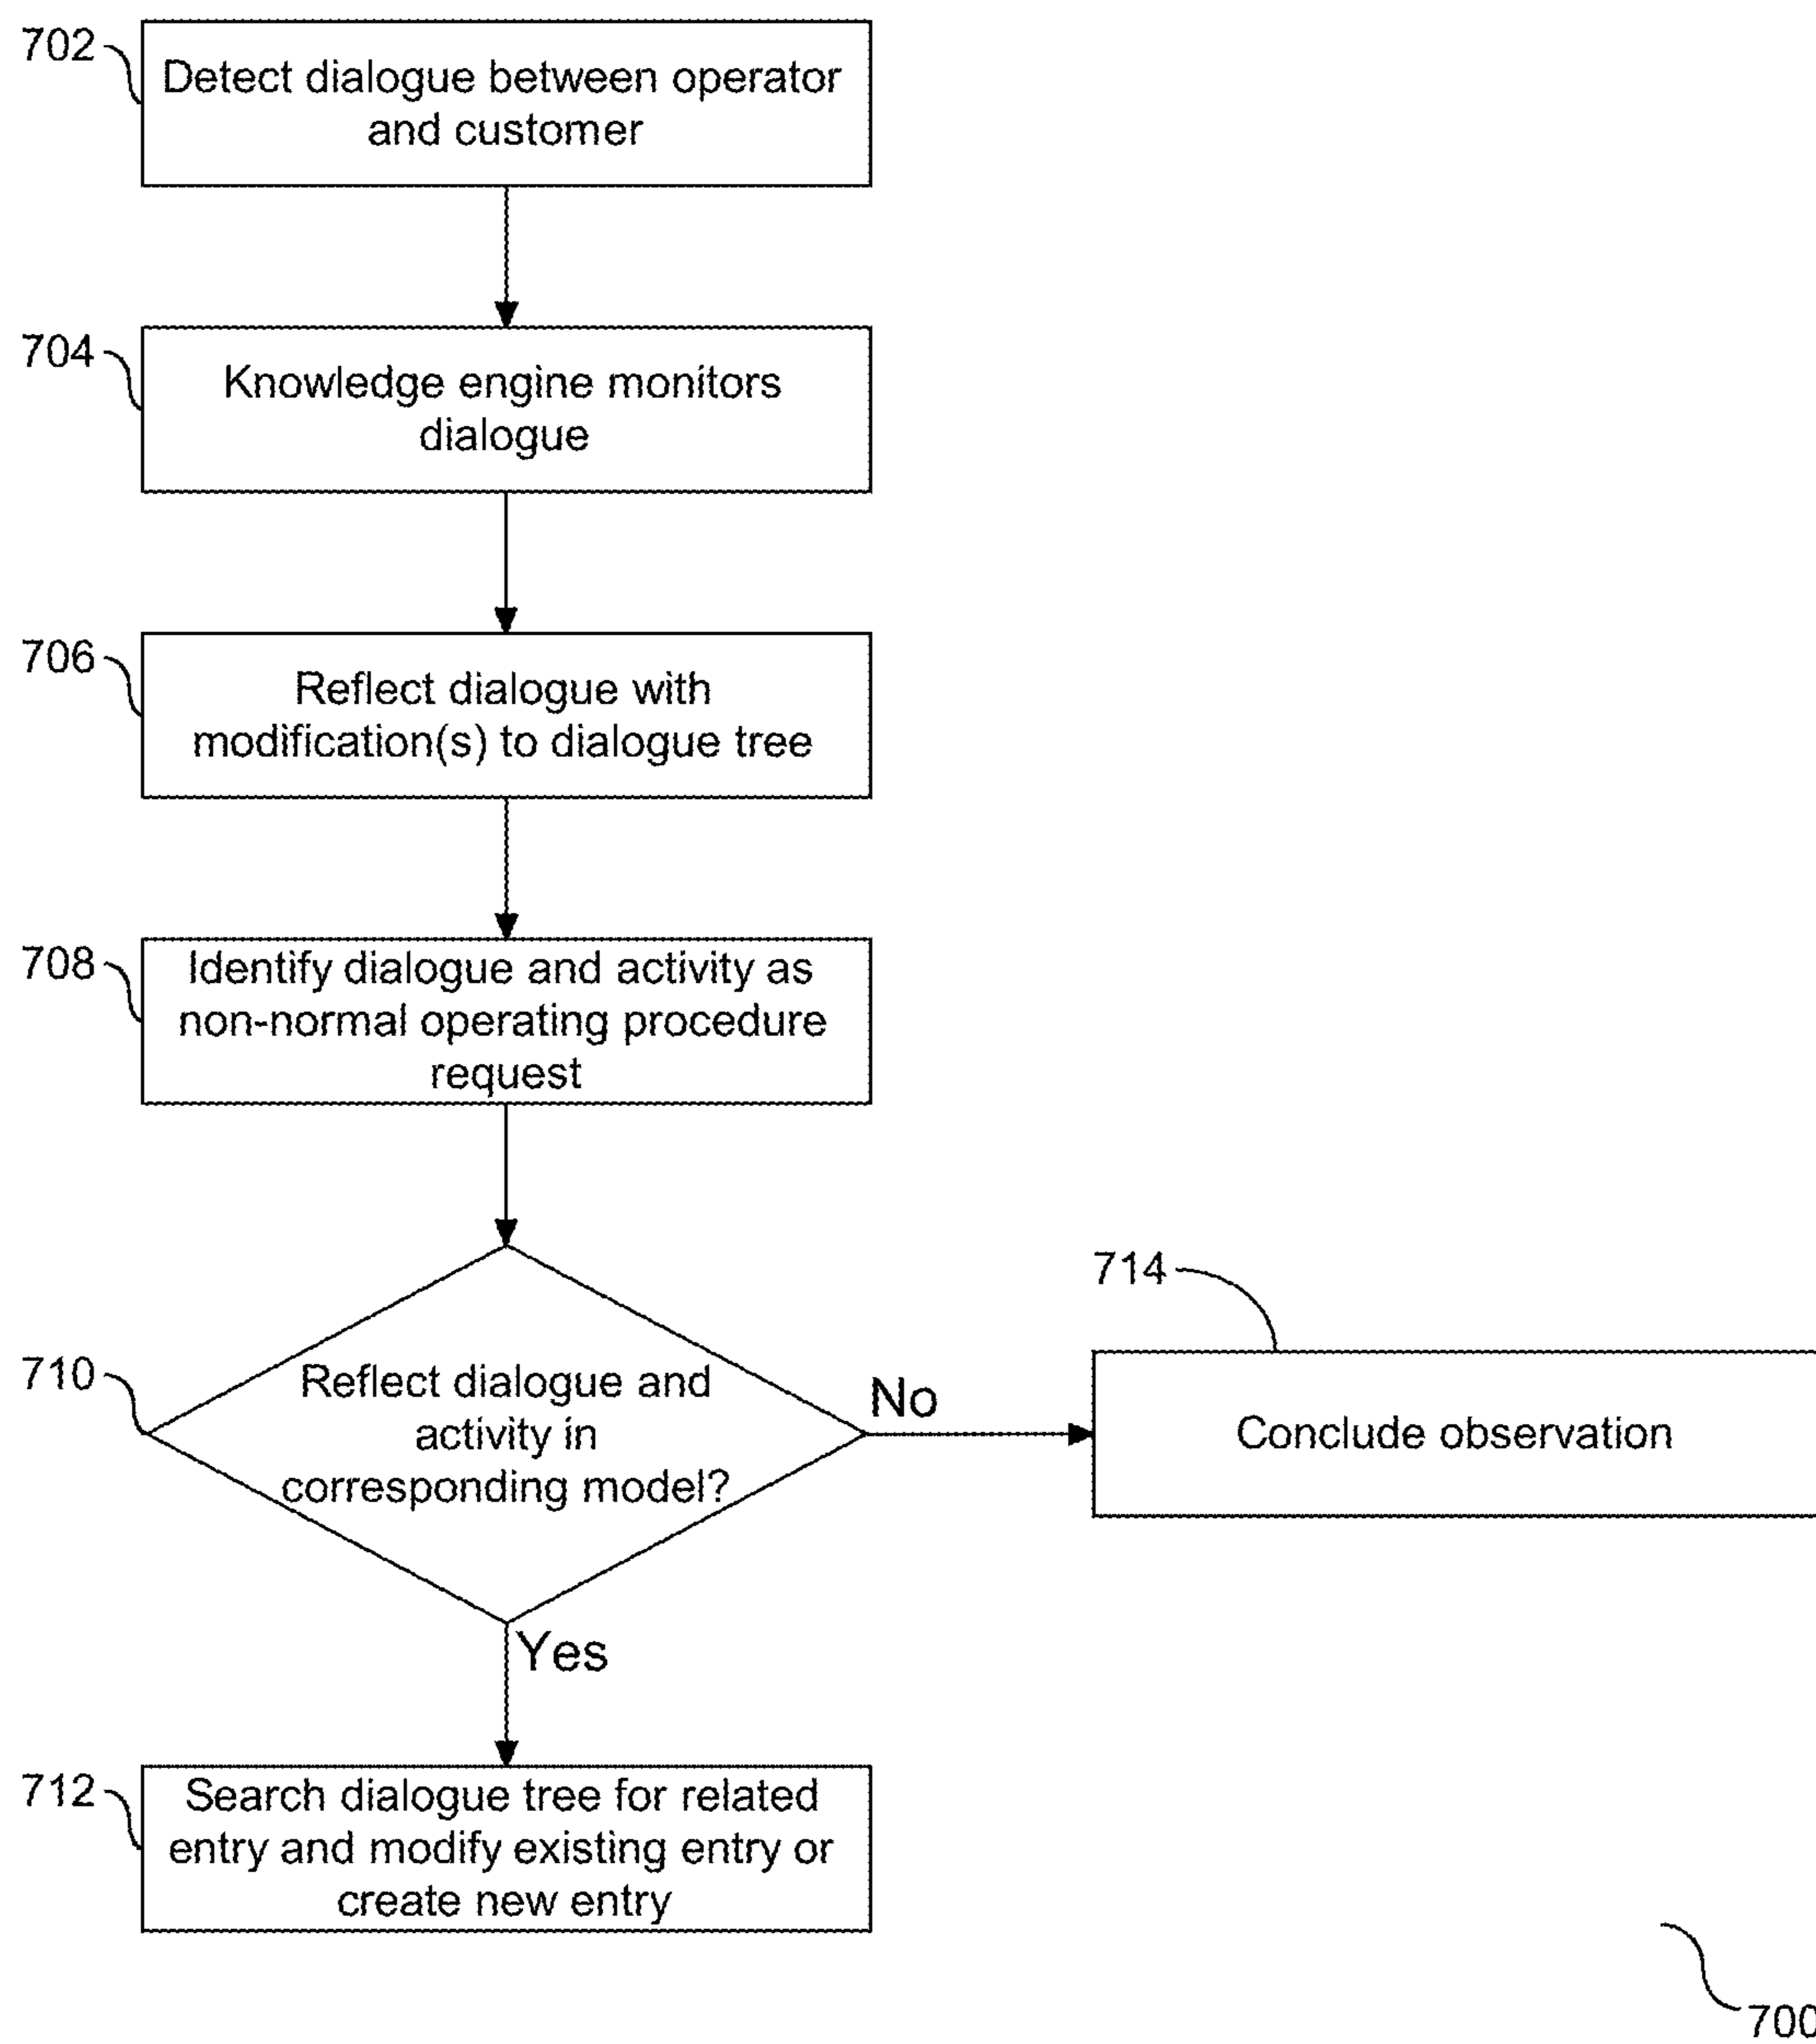 702
Detect dialogue between operator
and customer
704
Knowledge engine monitors
dialogue
706
Reflect dialogue with
modification(s) to dialogue tree
708
Identify dialogue and activity as
non-normal operating procedure
request
710
Reflect dialogue and
activity in
corresponding model?
No
714
Conclude observation
Yes
712
Search dialogue tree for related
entry and modify existing entry or
create new entry
700